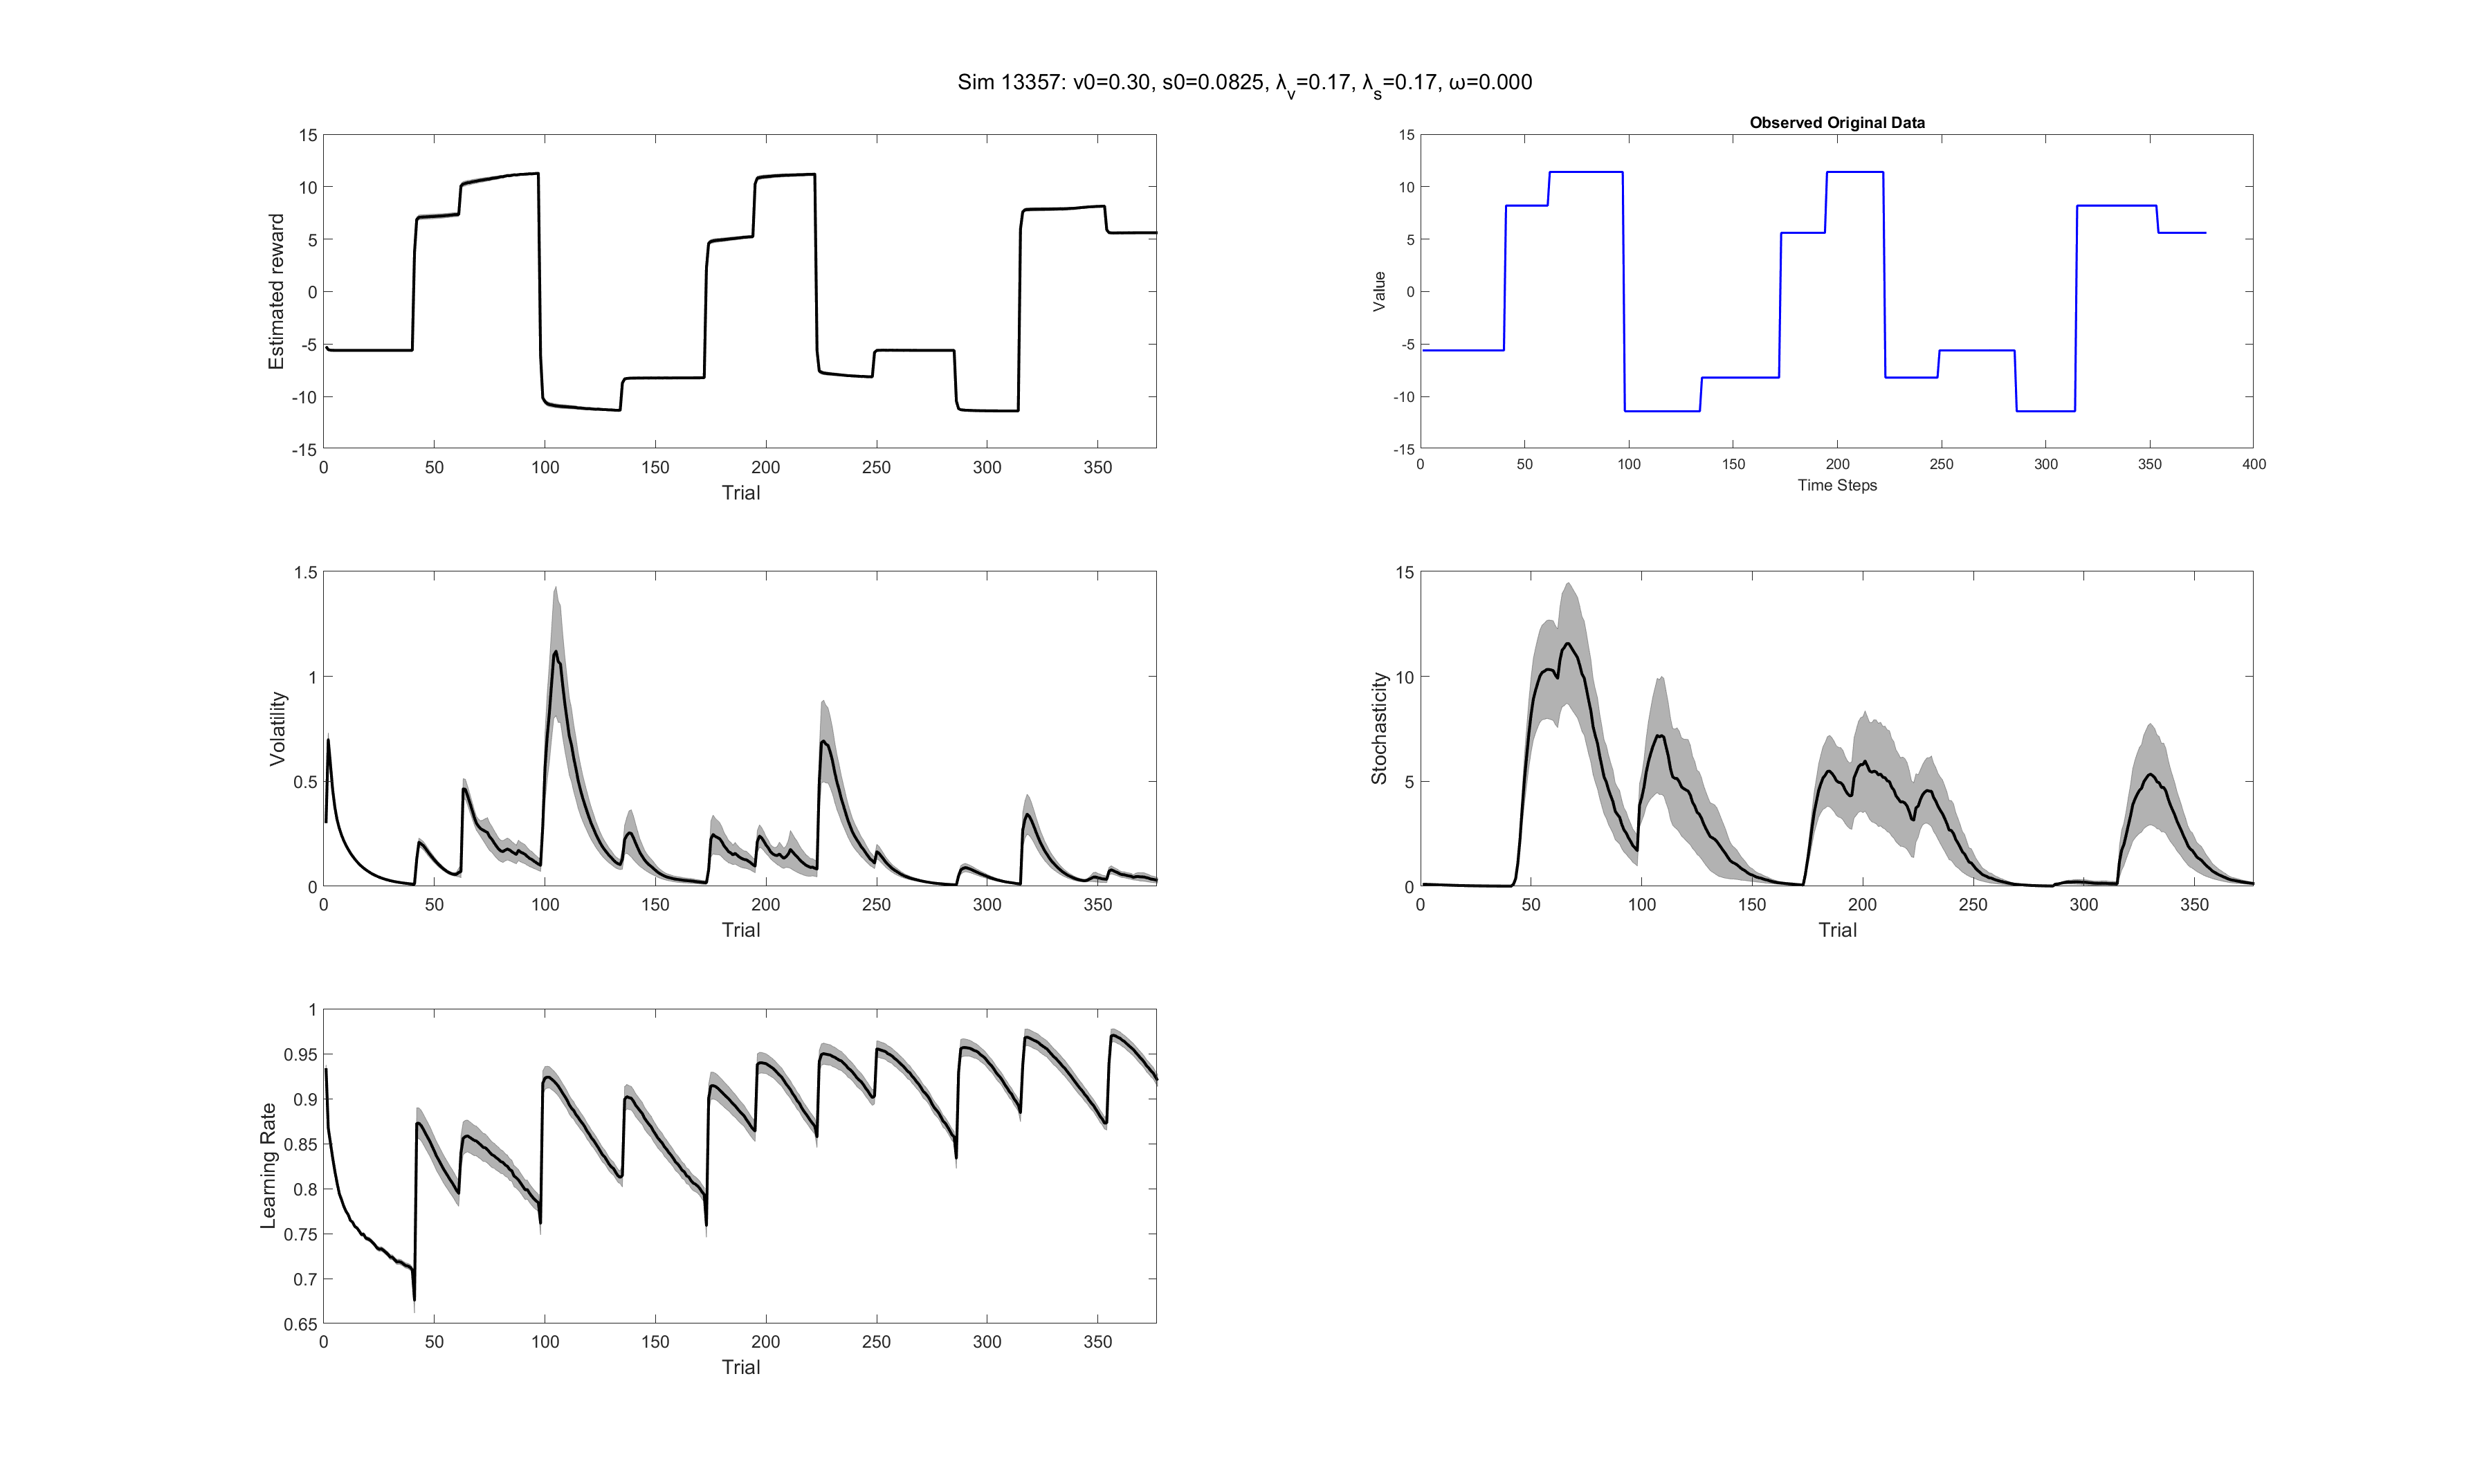 Sim 13357: v0=0.30, s0=0.0825, λv=0.17, λs=0.17, ω=0.000
15
10
5
0
-5
-10
-15
Estimated reward
0 50 100 150 200 250 300 350
Trial
Observed Original Data
15
10
5
0
-5
-10
-15
Value
0 50 100 150 200 250 300 350 400
Time Steps
1.5
1
0.5
0
Volatility
0 50 100 150 200 250 300 350
Trial
15
10
5
0
Stochasticity
0 50 100 150 200 250 300 350
Trial
1
0.95
0.9
0.85
0.8
0.75
0.7
0.65
Learning Rate
0 50 100 150 200 250 300 350
Trial